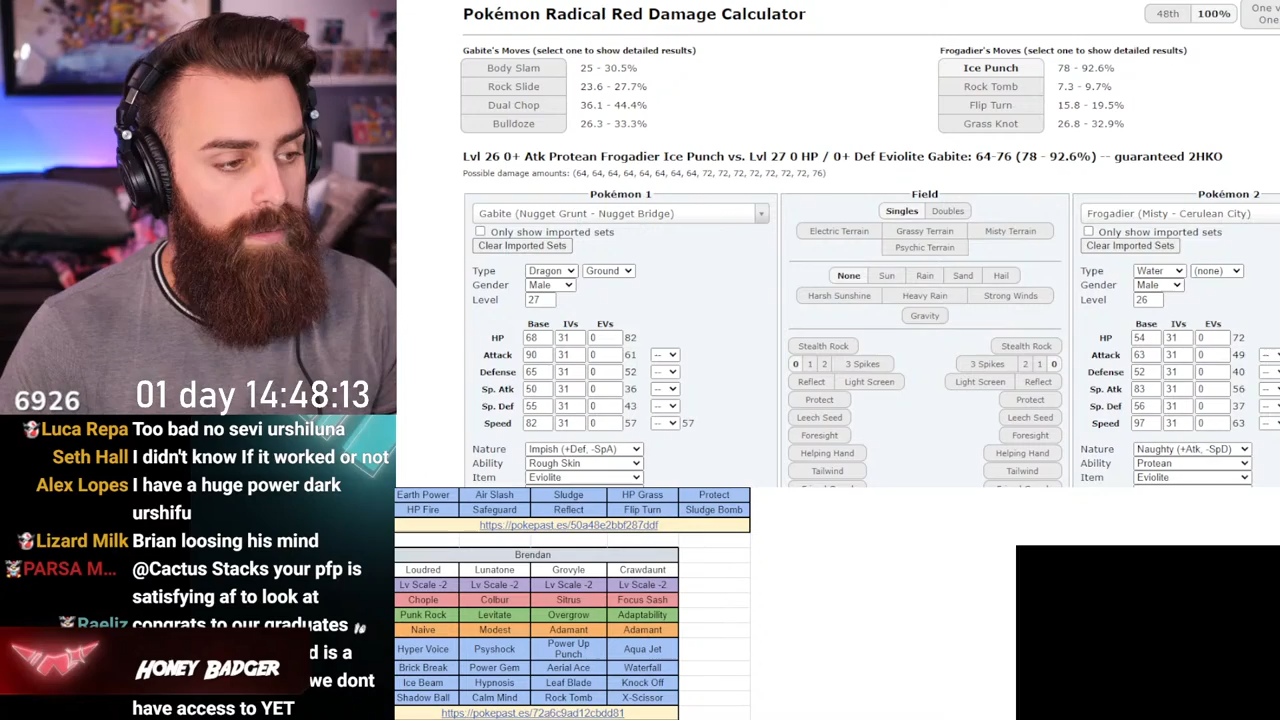 Pokémon Radical Red Damage Calculator
48th 100% One v
One
Gabite's Moves (select one to show detailed results)
Body Slam 25 - 30.5%
Rock Slide 23.6 - 27.7%
Dual Chop 36.1 - 44.4%
Bulldoze 26.3 - 33.3%
Frogadier's Moves (select one to show detailed results)
Ice Punch 78 - 92.6%
Rock Tomb 7.3 - 9.7%
Flip Turn 15.8 - 19.5%
Grass Knot 26.8 - 32.9%
Lvl 26 0+ Atk Protean Frogadier Ice Punch vs. Lvl 27 0 HP / 0+ Def Eviolite Gabite: 64-76 (78 - 92.6%) -- guaranteed 2HKO
Possible damage amounts: (64, 64, 64, 64, 64, 64, 64, 64, 72, 72, 72, 72, 72, 72, 72, 76)
Pokémon 1
Gabite (Nugget Grunt - Nugget Bridge)
Only show imported sets
Clear Imported Sets
Type Dragon Ground
Gender Male
Level 27
Base IVs EVs
HP 68 31 0 82
Attack 90 31 0 61 --
Defense 65 31 0 52 --
Sp. Atk 50 31 0 36 --
Sp. Def 55 31 0 43 --
Speed 82 31 0 57 -- 57
Nature Impish (+Def, -SpA)
Ability Rough Skin
Item Eviolite
Field
Singles Doubles
Electric Terrain Grassy Terrain Misty Terrain
Psychic Terrain
None Sun Rain Sand Hail
Harsh Sunshine Heavy Rain Strong Winds
Gravity
Stealth Rock Stealth Rock
0 1 2 3 Spikes 3 Spikes 2 1 0
Reflect Light Screen Light Screen Reflect
Protect Protect
Leech Seed Leech Seed
Foresight Foresight
Helping Hand Helping Hand
Tailwind Tailwind
Pokémon 2
Frogadier (Misty - Cerulean City)
Only show imported sets
Clear Imported Sets
Type Water (none)
Gender Male
Level 26
Base IVs EVs
HP 54 31 0 72
Attack 63 31 0 49
Defense 52 31 0 40
Sp. Atk 83 31 0 56
Sp. Def 56 31 0 37
Speed 97 31 0 63
Nature Naughty (+Atk, -SpD)
Ability Protean
Item Eviolite
6926 01 day 14:48:13
Luca Repa Too bad no sevi urshiluna
Seth Hall I didn't know If it worked or not
Alex Lopes I have a huge power dark
urshifu
Lizard Milk Brian loosing his mind
PARSA M... @Cactus Stacks your pfp is
satisfying af to look at
Raeliz congrats to our graduates
d is a
we dont
have access to YET
HONEY BADGER
Earth Power Air Slash Sludge HP Grass Protect
HP Fire Safeguard Reflect Flip Turn Sludge Bomb
https://pokepast.es/50a48e2bbf287ddf
Brendan
Loudred Lunatone Grovyle Crawdaunt
Lv Scale -2 Lv Scale -2 Lv Scale -2 Lv Scale -2
Chople Colbur Sitrus Focus Sash
Punk Rock Levitate Overgrow Adaptability
Naive Modest Adamant Adamant
Hyper Voice Psyshock Power Up Punch Aqua Jet
Brick Break Power Gem Aerial Ace Waterfall
Ice Beam Hypnosis Leaf Blade Knock Off
Shadow Ball Calm Mind Rock Tomb X-Scissor
https://pokepast.es/72a6c9ad12cbdd81